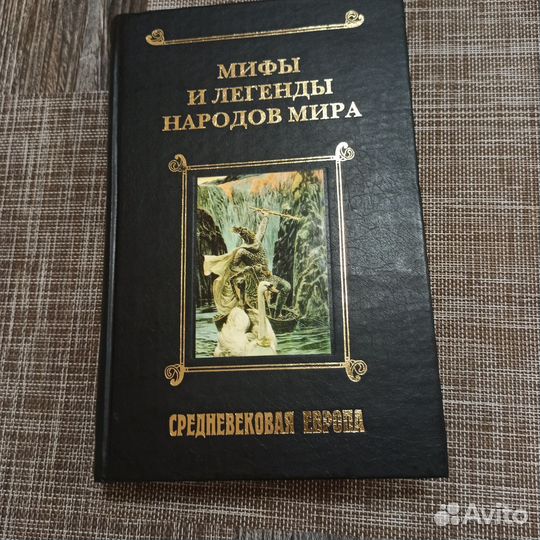 МИФЫ
И ЛЕГЕНДЫ
НАРОДОВ МИРА
СРЕДНЕВЕКОВАЯ ЕВРОПА
Avito